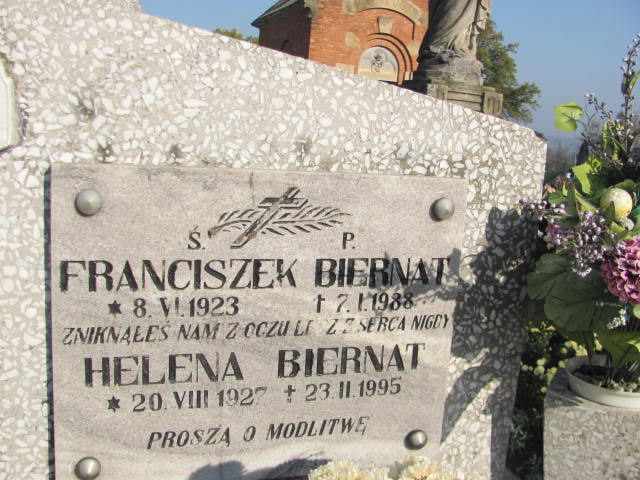 Ś. P.
FRANCISZEK BIERNAT
* 8. VI. 1923 † 7. I. 1988
ZNIKNĄŁEŚ NAM Z OCZU Z SERCA NIGDY
HELENA BIERNAT
* 20. VIII 1927 † 23. II. 1995
PROSZĄ O MODLITWĘ